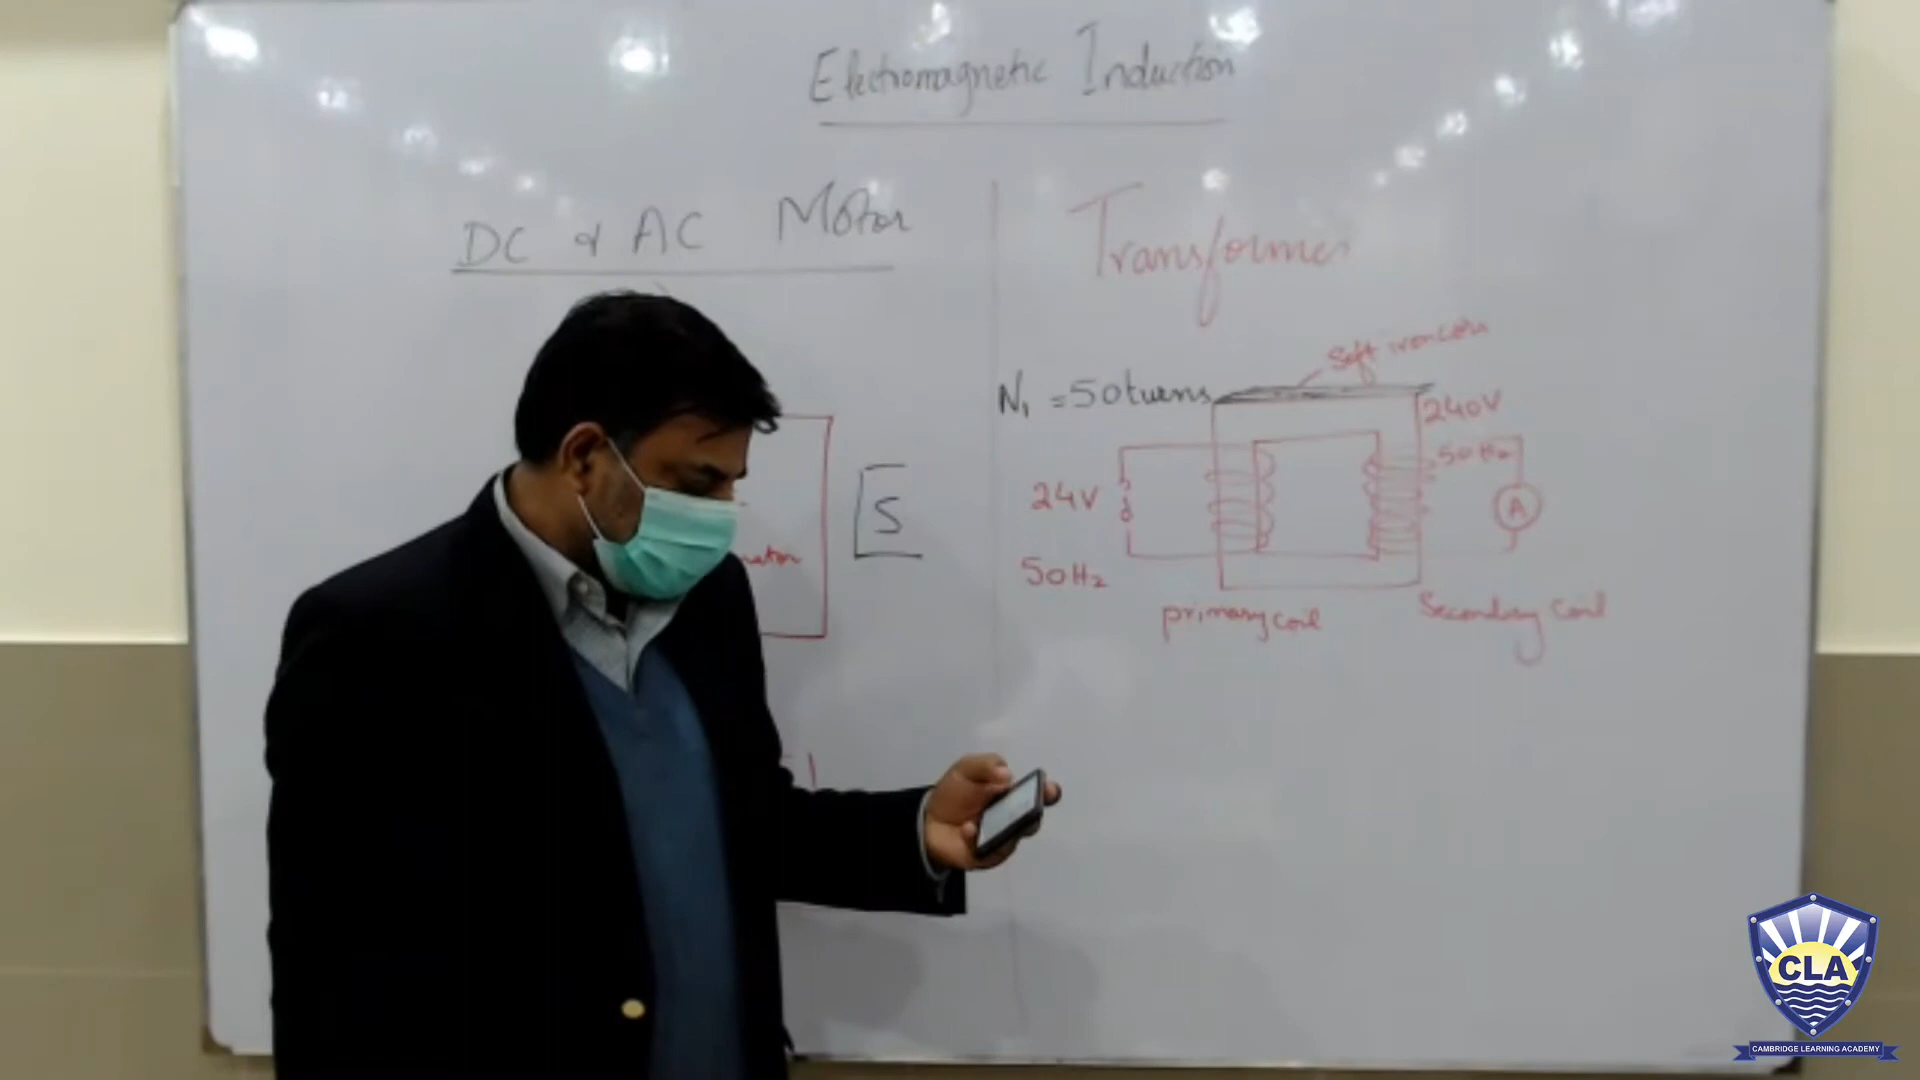 Electromagnetic Induction
DC & AC Motor
S
Transformer
Soft iron core
N₁ = 50 turns
240V
50Hz
24V
50Hz
A
primary coil
Secondary coil
CLA
CAMBRIDGE LEARNING ACADEMY